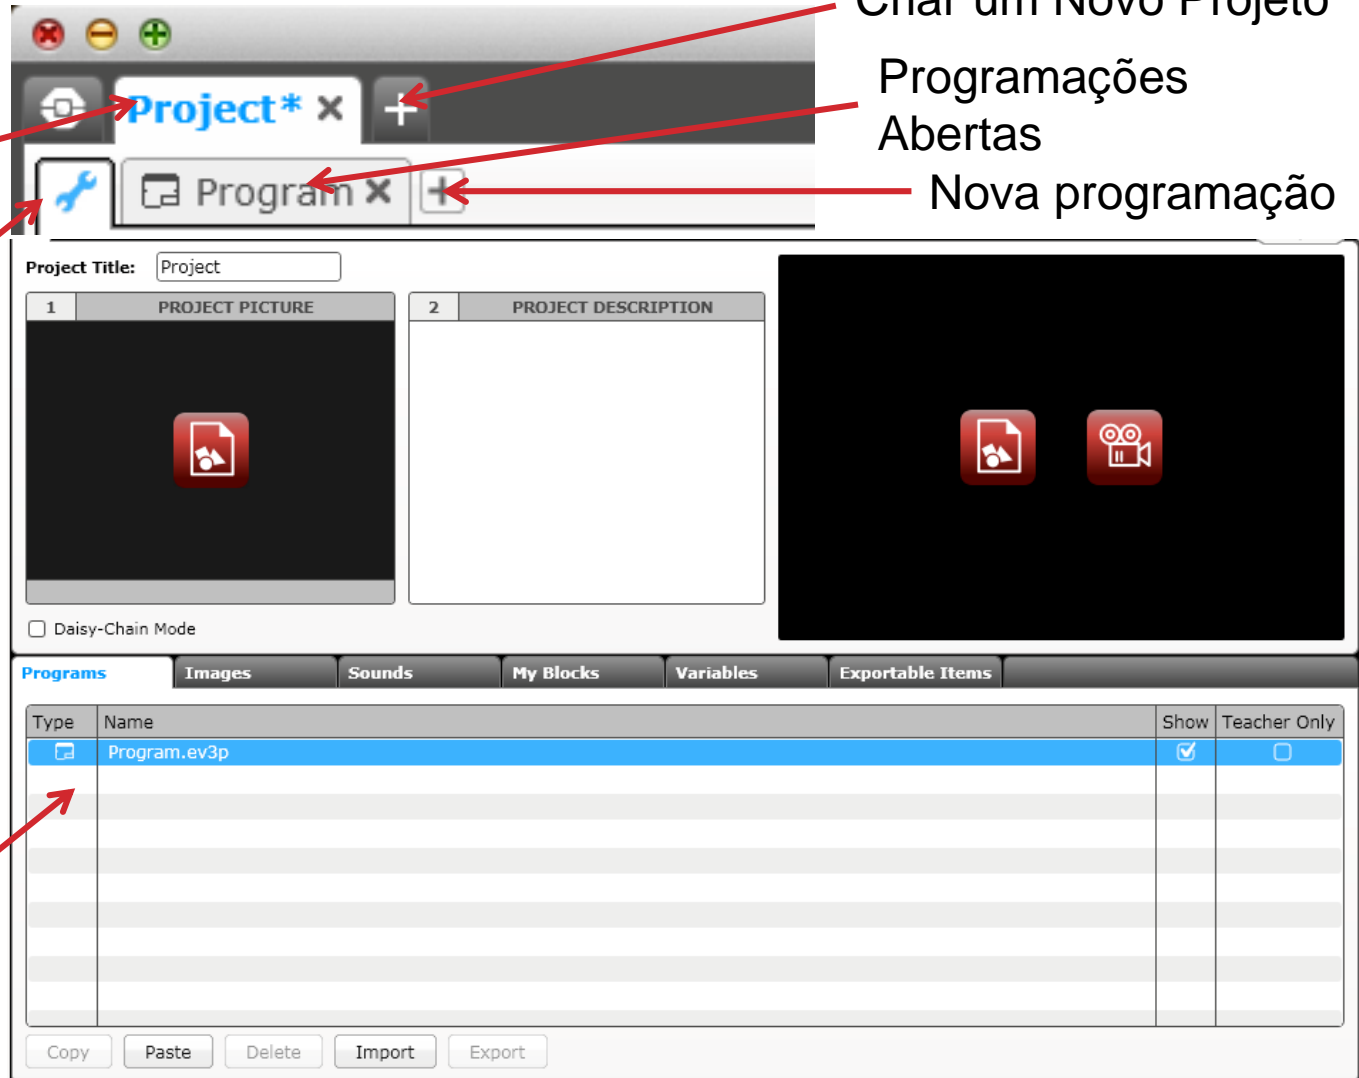 Criar um Novo Projeto
Project*
Programações
Abertas
Program
Nova programação
Project Title: Project
1 PROJECT PICTURE 2 PROJECT DESCRIPTION
Daisy-Chain Mode
Programs Images Sounds My Blocks Variables Exportable Items
Type Name Show Teacher Only
Program.ev3p
Copy Paste Delete Import Export